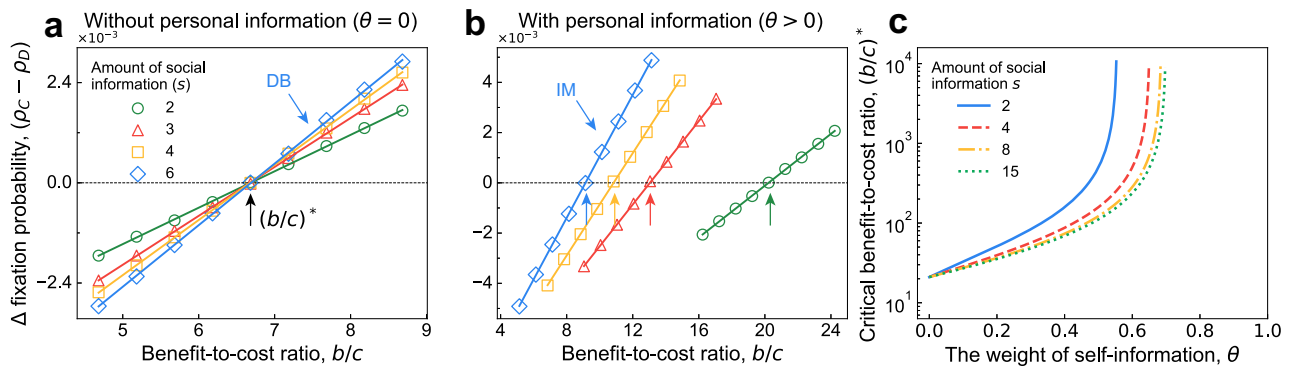 a Without personal information (θ = 0)
×10⁻³
Δ fixation probability, (ρ_C − ρ_D)
2.4
0.0
−2.4
Amount of social
information (s)
2
3
4
6
DB
(b/c)*
5 6 7 8 9
Benefit-to-cost ratio, b/c
b With personal information (θ > 0)
×10⁻³
4
2
0
−2
−4
IM
4 8 12 16 20 24
Benefit-to-cost ratio, b/c
c
Critical benefit-to-cost ratio, (b/c)*
10⁴
10³
10²
10¹
Amount of social
information s
2
4
8
15
0.0 0.2 0.4 0.6 0.8 1.0
The weight of self-information, θ